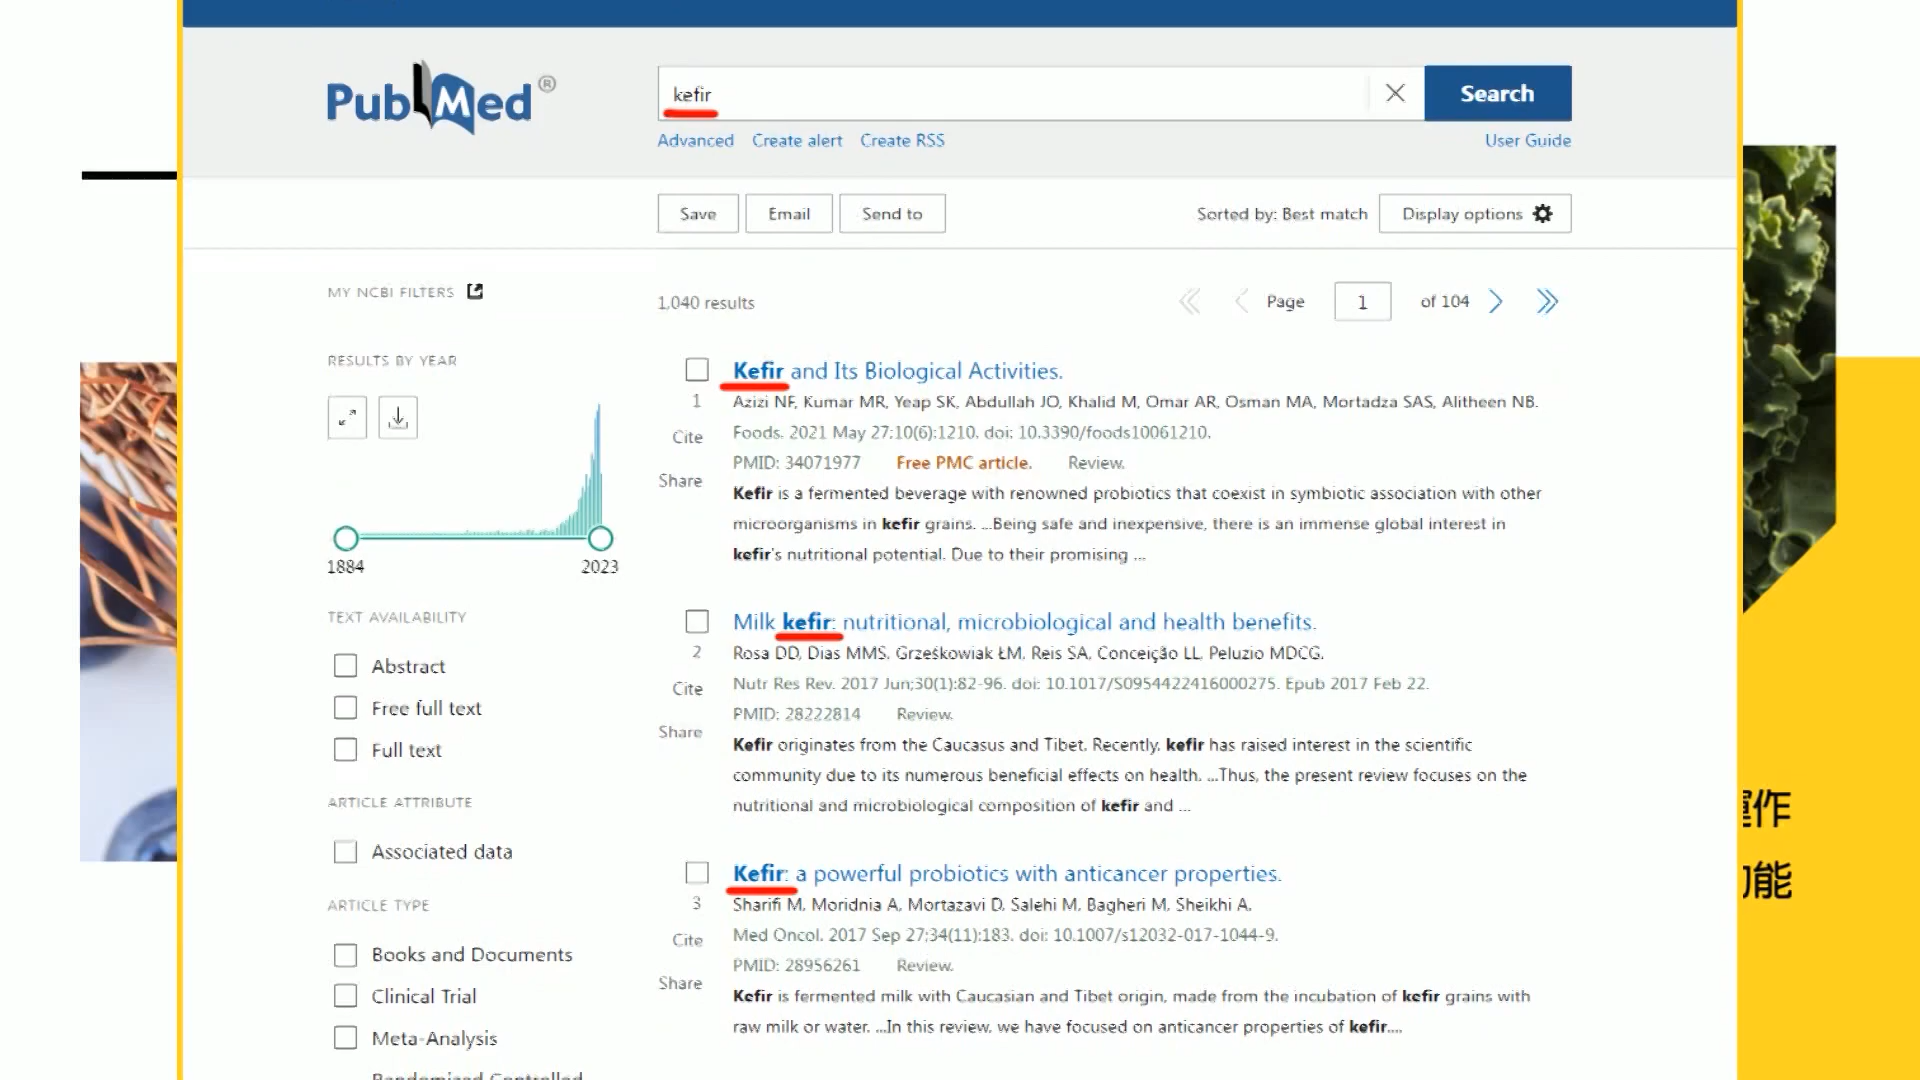 PubMed®
kefir
Search
Advanced Create alert Create RSS
User Guide
Save Email Send to
Sorted by: Best match Display options
MY NCBI FILTERS
1,040 results
Page 1 of 104
RESULTS BY YEAR
1884 2023
TEXT AVAILABILITY
Abstract
Free full text
Full text
ARTICLE ATTRIBUTE
Associated data
ARTICLE TYPE
Books and Documents
Clinical Trial
Meta-Analysis
Randomized Controlled
Kefir and Its Biological Activities.
1
Azizi NF, Kumar MR, Yeap SK, Abdullah JO, Khalid M, Omar AR, Osman MA, Mortadza SAS, Alitheen NB.
Cite
Foods. 2021 May 27;10(6):1210. doi: 10.3390/foods10061210.
PMID: 34071977 Free PMC article. Review.
Share
Kefir is a fermented beverage with renowned probiotics that coexist in symbiotic association with other
microorganisms in kefir grains. ...Being safe and inexpensive, there is an immense global interest in
kefir's nutritional potential. Due to their promising ...
Milk kefir: nutritional, microbiological and health benefits.
2
Rosa DD, Dias MMS, Grześkowiak ŁM, Reis SA, Conceição LL, Peluzio MDCG.
Cite
Nutr Res Rev. 2017 Jun;30(1):82-96. doi: 10.1017/S0954422416000275. Epub 2017 Feb 22.
PMID: 28222814 Review.
Share
Kefir originates from the Caucasus and Tibet. Recently, kefir has raised interest in the scientific
community due to its numerous beneficial effects on health. ...Thus, the present review focuses on the
nutritional and microbiological composition of kefir and ...
Kefir: a powerful probiotics with anticancer properties.
3
Sharifi M, Moridnia A, Mortazavi D, Salehi M, Bagheri M, Sheikhi A.
Cite
Med Oncol. 2017 Sep 27;34(11):183. doi: 10.1007/s12032-017-1044-9.
PMID: 28956261 Review.
Share
Kefir is fermented milk with Caucasian and Tibet origin, made from the incubation of kefir grains with
raw milk or water. ...In this review, we have focused on anticancer properties of kefir....
作
能